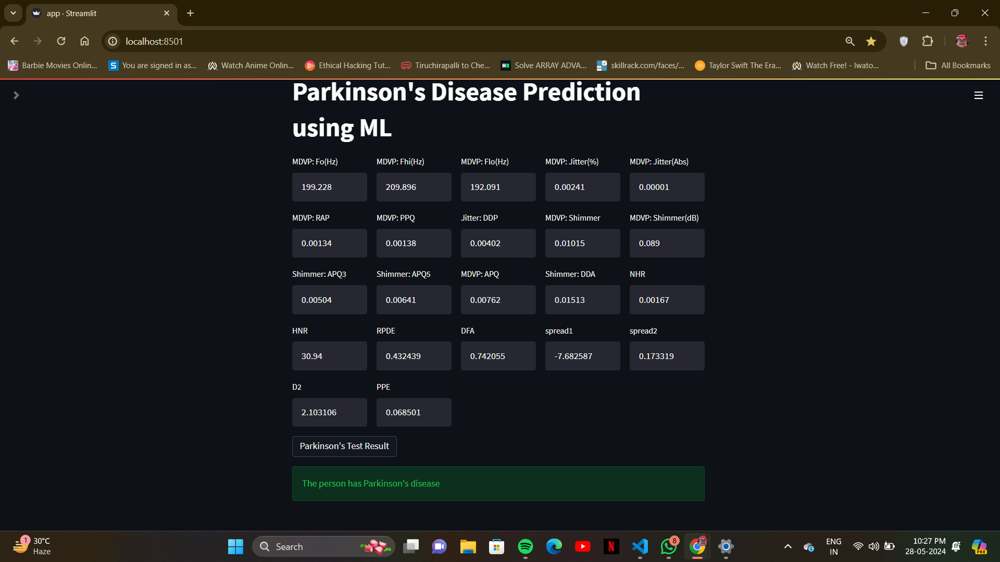 app · Streamlit
localhost:8501
Barbie Movies Onlin...
S
You are signed in as...
Watch Anime Onlin...
Ethical Hacking Tut...
Tiruchirapalli to Che...
H
Solve ARRAY ADVA...
skillrack.com/faces/...
Taylor Swift The Era...
Watch Free! - Iwato...
All Bookmarks
Parkinson's Disease Prediction
using ML
MDVP: Fo(Hz) MDVP: Fhi(Hz) MDVP: Flo(Hz) MDVP: Jitter(%) MDVP: Jitter(Abs)
199.228 209.896 192.091 0.00241 0.00001
MDVP: RAP MDVP: PPQ Jitter: DDP MDVP: Shimmer MDVP: Shimmer(dB)
0.00134 0.00138 0.00402 0.01015 0.089
Shimmer: APQ3 Shimmer: APQ5 MDVP: APQ Shimmer: DDA NHR
0.00504 0.00641 0.00762 0.01513 0.00167
HNR RPDE DFA spread1 spread2
30.94 0.432439 0.742055 -7.682587 0.173319
D2 PPE
2.103106 0.068501
Parkinson's Test Result
The person has Parkinson's disease
1
30°C
Haze
Search
N
8
ENG
IN
10:27 PM
28-05-2024
PRE